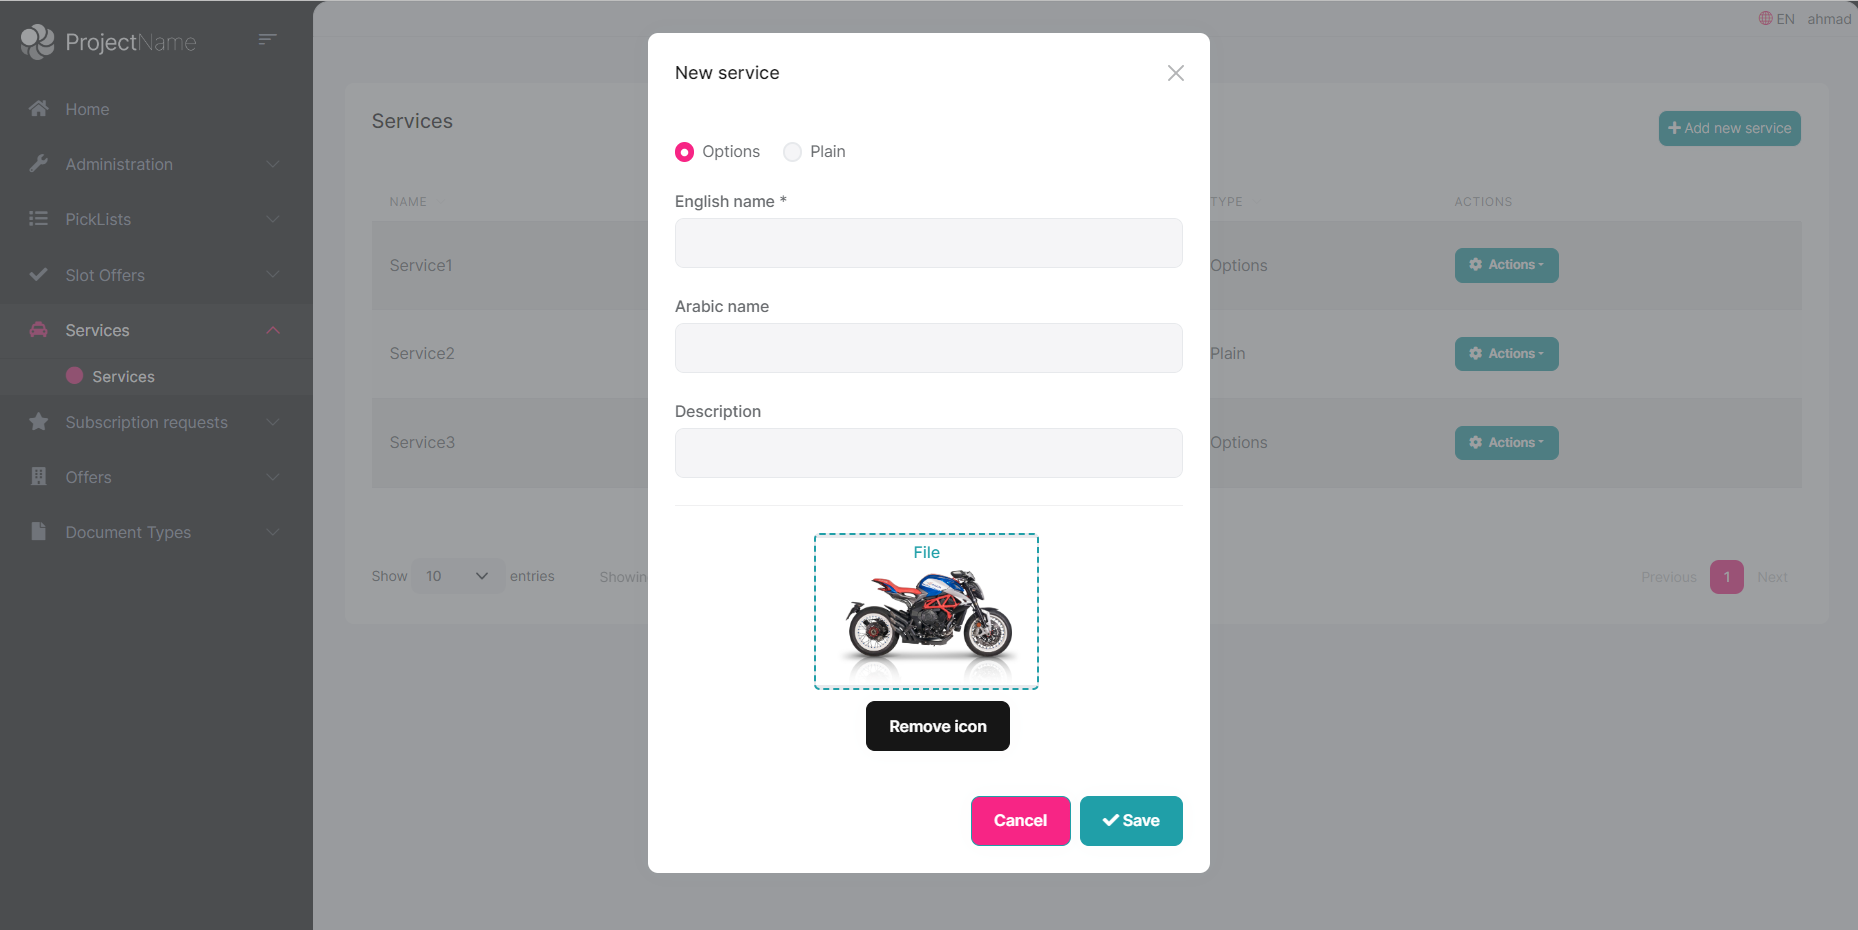 ProjectName
Home
Administration
PickLists
Slot Offers
Services
Services
Subscription requests
Offers
Document Types
EN ahmad
Services
Add new service
NAME TYPE ACTIONS
Service1 Options Actions
Service2 Plain Actions
Service3 Options Actions
Show 10 entries Showin
Previous 1 Next
New service
Options Plain
English name *
Arabic name
Description
File
Remove icon
Cancel Save